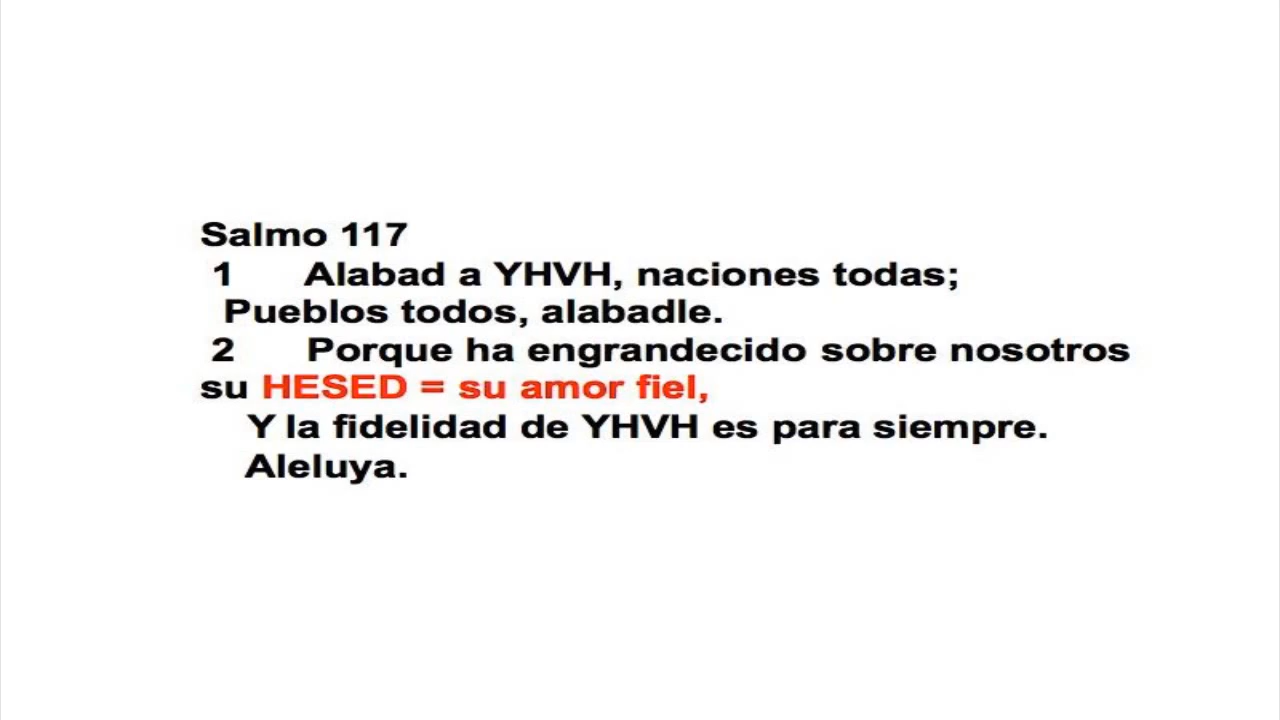 Salmo 117
1 Alabad a YHVH, naciones todas;
Pueblos todos, alabadle.
2 Porque ha engrandecido sobre nosotros
su HESED = su amor fiel,
Y la fidelidad de YHVH es para siempre.
Aleluya.